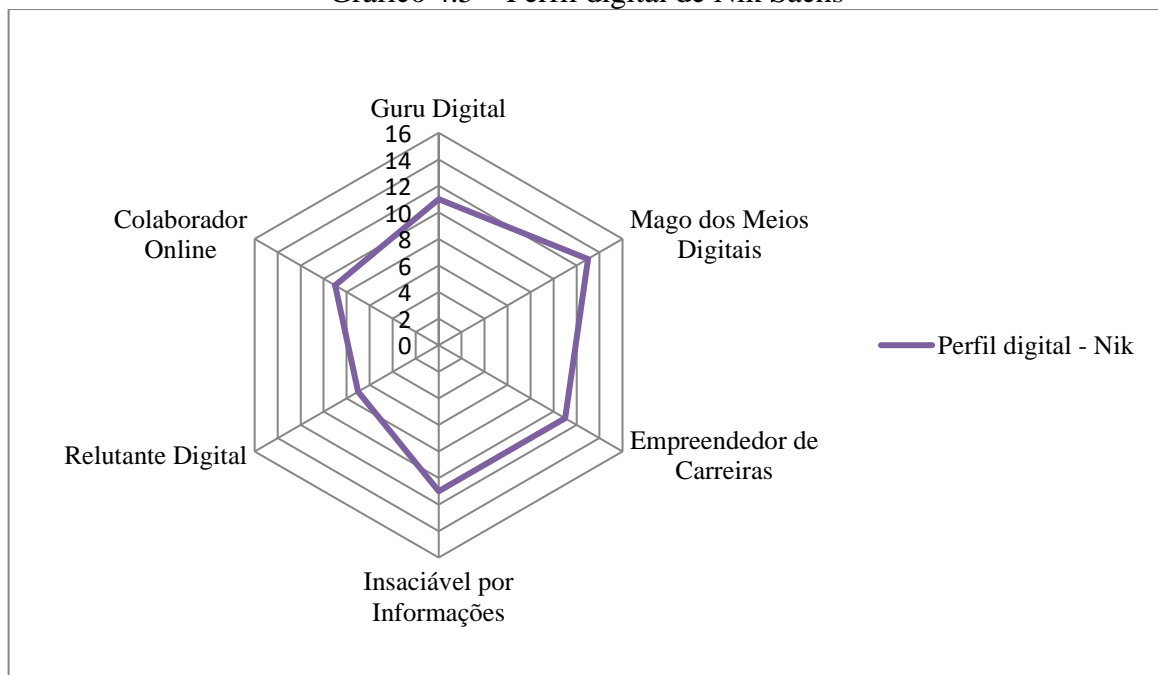 Guru Digital
16
14
12
10
8
6
4
2
0
Mago dos Meios
Digitais
Empreendedor de
Carreiras
Insaciável por
Informações
Relutante Digital
Colaborador
Online
Perfil digital - Nik